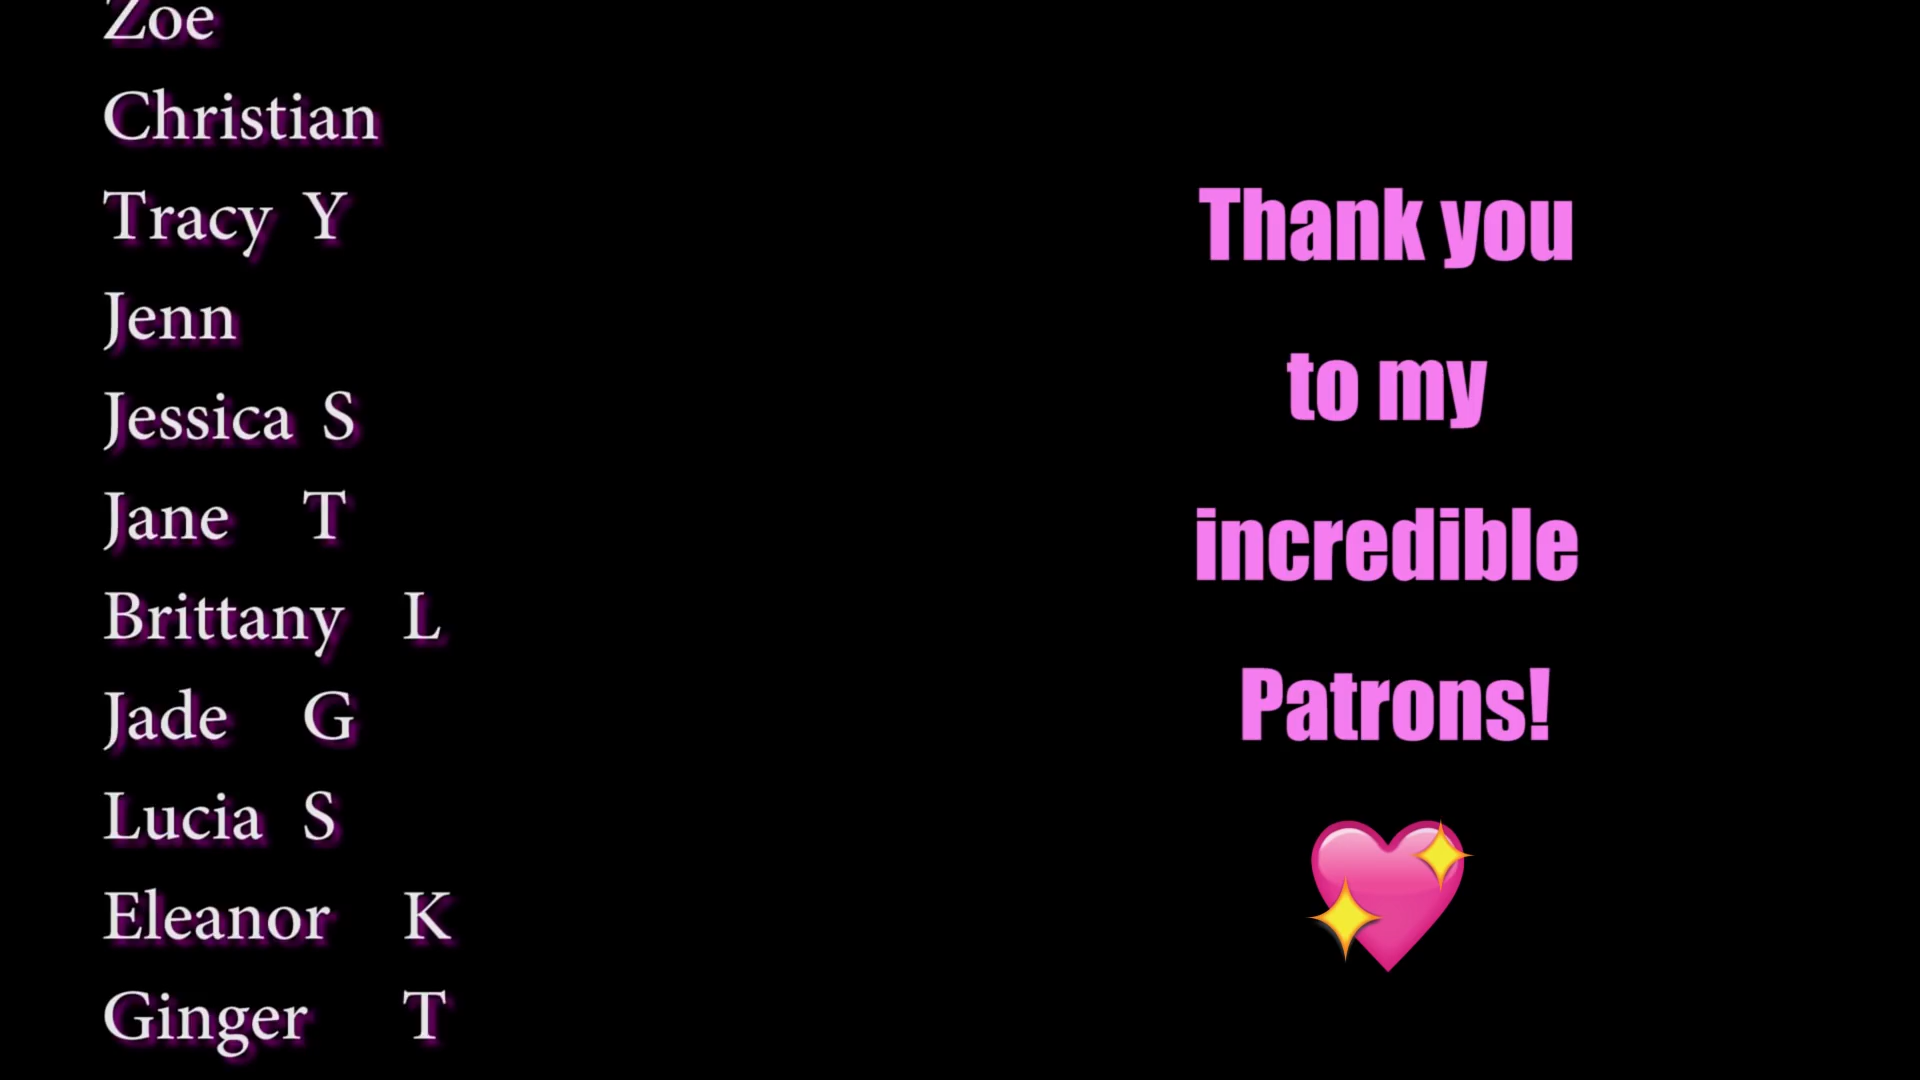 Zoe
Christian
Tracy Y
Jenn
Jessica S
Jane T
Brittany L
Jade G
Lucia S
Eleanor K
Ginger T
Thank you
to my
incredible
Patrons!